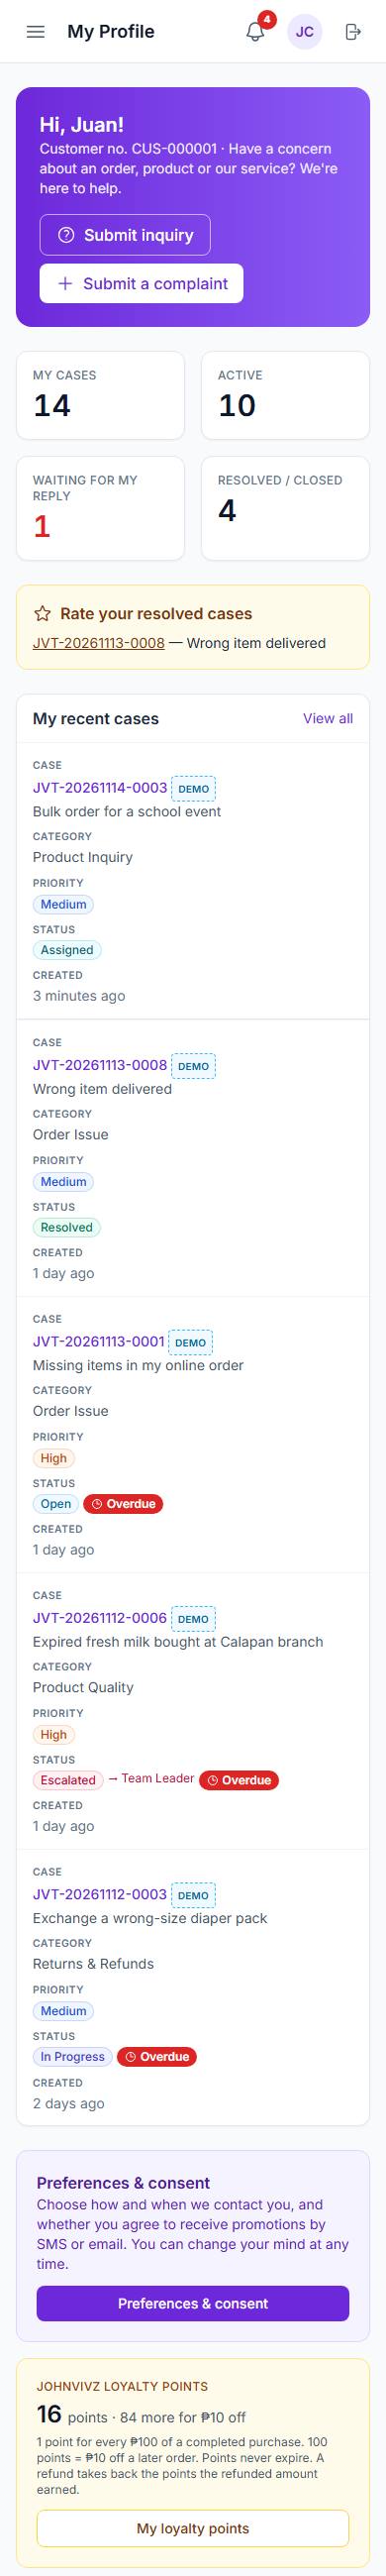 My Profile
4
JC
Hi, Juan!
Customer no. CUS-000001 · Have a concern
about an order, product or our service? We're
here to help.
Submit inquiry
Submit a complaint
MY CASES
14
ACTIVE
10
WAITING FOR MY
REPLY
1
RESOLVED / CLOSED
4
Rate your resolved cases
JVT-20261113-0008 — Wrong item delivered
My recent cases
View all
CASE
JVT-20261114-0003 DEMO
Bulk order for a school event
CATEGORY
Product Inquiry
PRIORITY
Medium
STATUS
Assigned
CREATED
3 minutes ago
CASE
JVT-20261113-0008 DEMO
Wrong item delivered
CATEGORY
Order Issue
PRIORITY
Medium
STATUS
Resolved
CREATED
1 day ago
CASE
JVT-20261113-0001 DEMO
Missing items in my online order
CATEGORY
Order Issue
PRIORITY
High
STATUS
Open Overdue
CREATED
1 day ago
CASE
JVT-20261112-0006 DEMO
Expired fresh milk bought at Calapan branch
CATEGORY
Product Quality
PRIORITY
High
STATUS
Escalated → Team Leader Overdue
CREATED
1 day ago
CASE
JVT-20261112-0003 DEMO
Exchange a wrong-size diaper pack
CATEGORY
Returns & Refunds
PRIORITY
Medium
STATUS
In Progress Overdue
CREATED
2 days ago
Preferences & consent
Choose how and when we contact you, and
whether you agree to receive promotions by
SMS or email. You can change your mind at any
time.
Preferences & consent
JOHNVIVZ LOYALTY POINTS
16 points · 84 more for ₱10 off
1 point for every ₱100 of a completed purchase. 100
points = ₱10 off a later order. Points never expire. A
refund takes back the points the refunded amount
earned.
My loyalty points